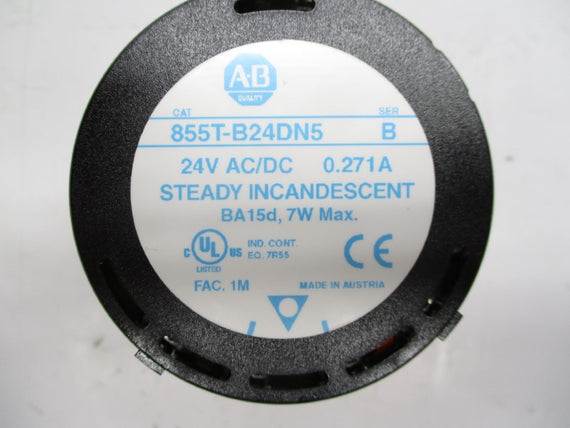 A-B
QUALITY
CAT SER
855T-B24DN5 B
24V AC/DC 0.271A
STEADY INCANDESCENT
BA15d, 7W Max.
C UL US
LISTED
IND. CONT.
EQ. 7R55
CE
FAC. 1M
MADE IN AUSTRIA